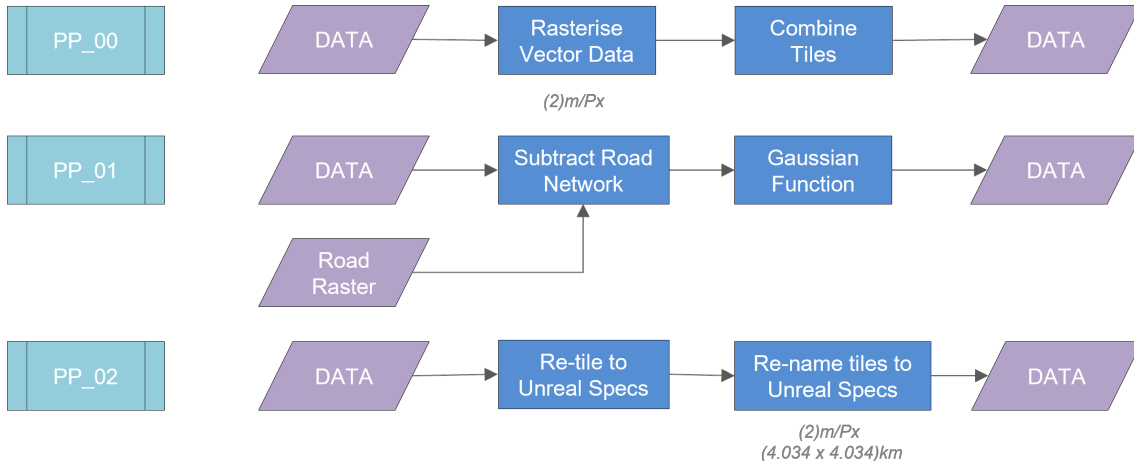 PP_00
DATA
Rasterise
Vector Data
Combine
Tiles
DATA
(2)m/Px
PP_01
DATA
Subtract Road
Network
Gaussian
Function
DATA
Road
Raster
PP_02
DATA
Re-tile to
Unreal Specs
Re-name tiles to
Unreal Specs
DATA
(2)m/Px
(4.034 x 4.034)km